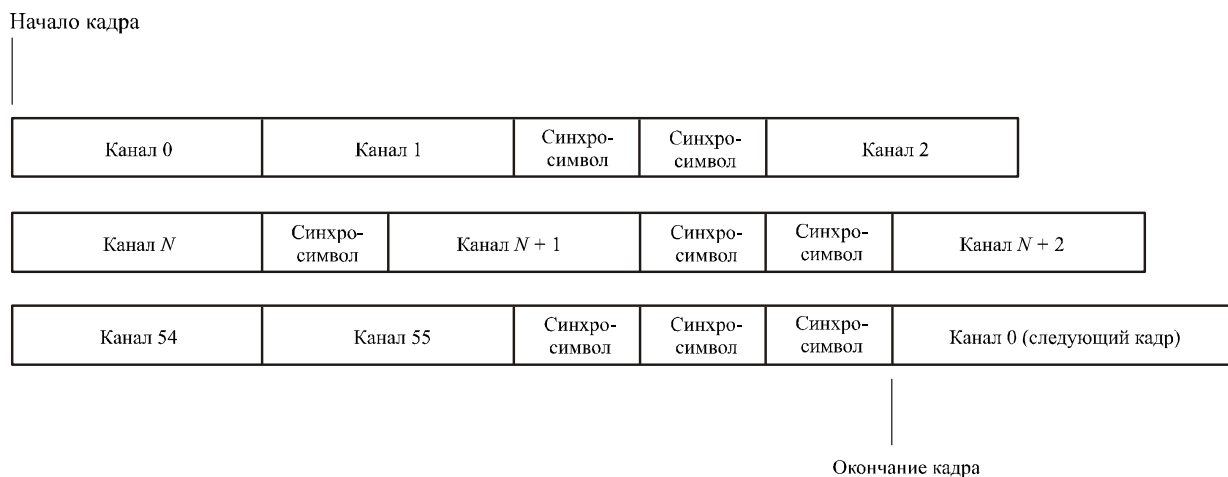 Начало кадра
Канал 0
Канал 1
Синхро-
символ
Синхро-
символ
Канал 2
Канал N
Синхро-
символ
Канал N + 1
Синхро-
символ
Синхро-
символ
Канал N + 2
Канал 54
Канал 55
Синхро-
символ
Синхро-
символ
Синхро-
символ
Канал 0 (следующий кадр)
Окончание кадра